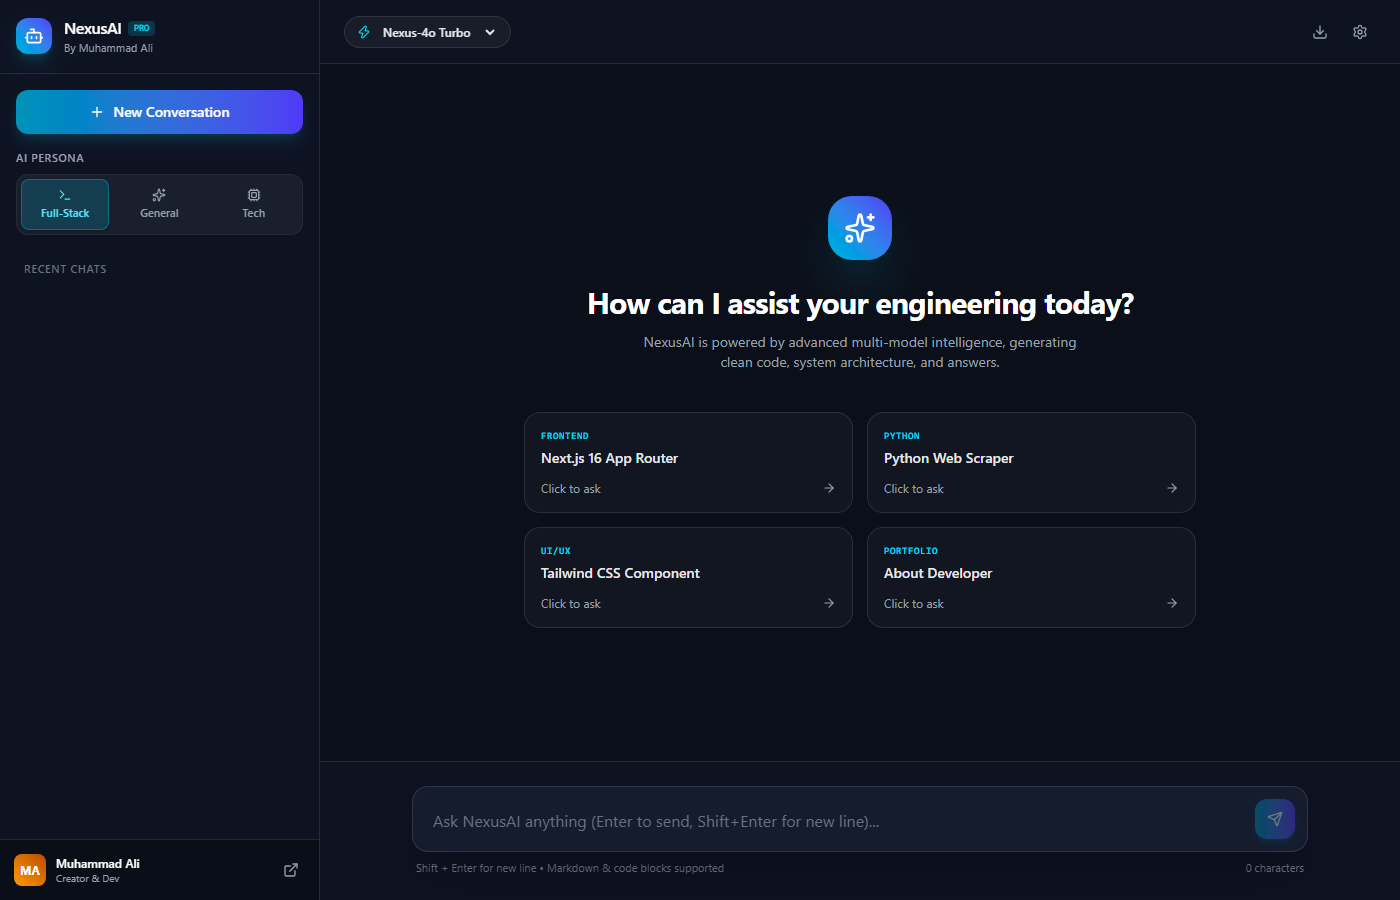 NexusAI PRO
By Muhammad Ali
New Conversation
AI PERSONA
Full-Stack
General
Tech
RECENT CHATS
MA
Muhammad Ali
Creator & Dev
Nexus-4o Turbo
How can I assist your engineering today?
NexusAI is powered by advanced multi-model intelligence, generating
clean code, system architecture, and answers.
FRONTEND
Next.js 16 App Router
Click to ask
PYTHON
Python Web Scraper
Click to ask
UI/UX
Tailwind CSS Component
Click to ask
PORTFOLIO
About Developer
Click to ask
Ask NexusAI anything (Enter to send, Shift+Enter for new line)...
Shift + Enter for new line • Markdown & code blocks supported
0 characters